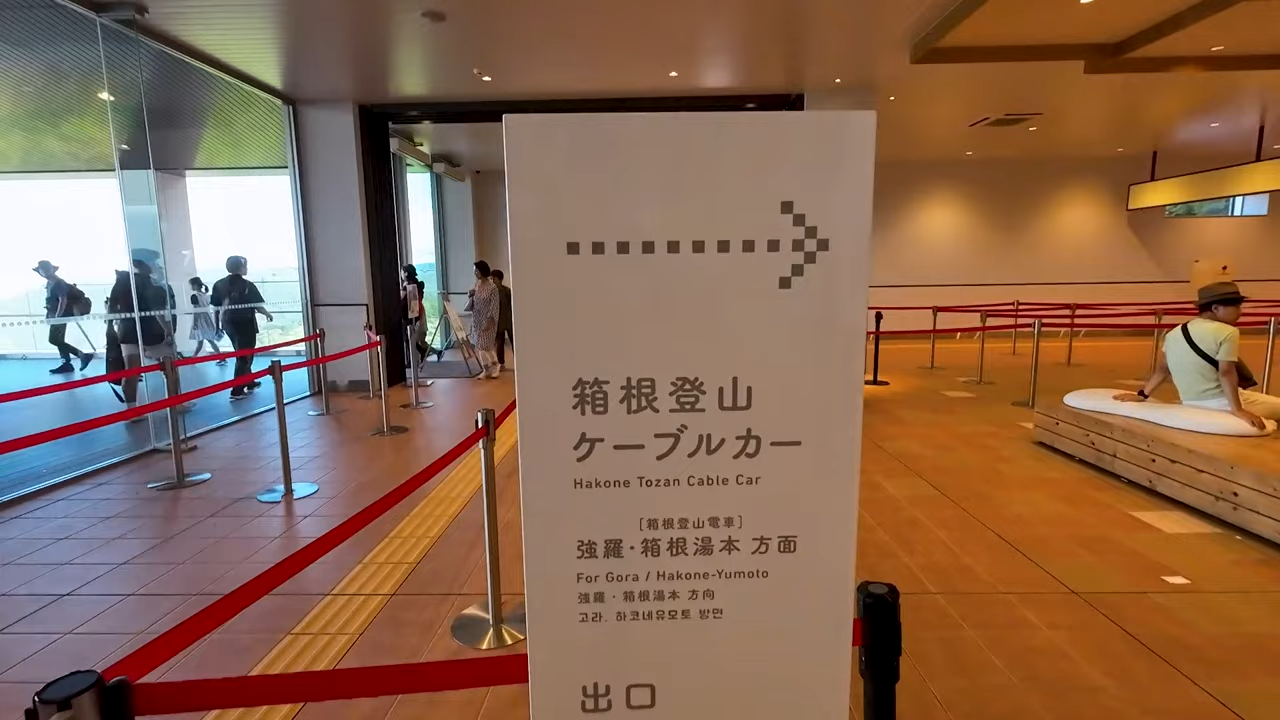 箱根登山
ケーブルカー
Hakone Tozan Cable Car
[箱根登山電車]
強羅・箱根湯本 方面
For Gora / Hakone-Yumoto
強羅・箱根湯本 方向
고라. 하코네유모토 방면
出口